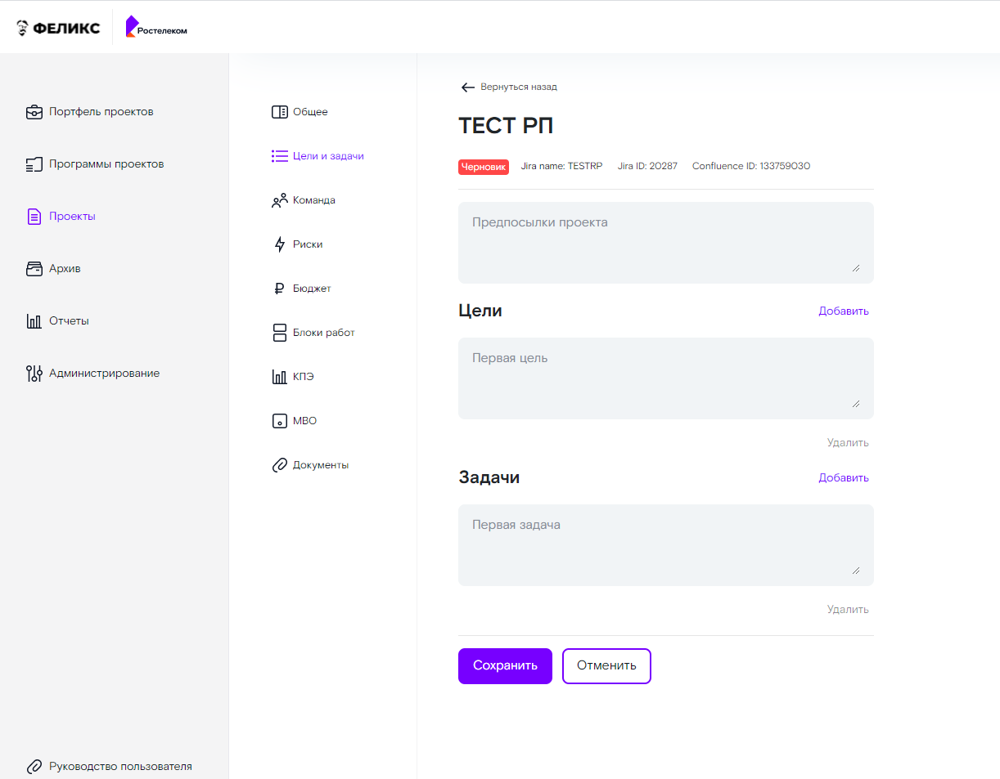 ФЕЛИКС
Ростелеком
Портфель проектов
Программы проектов
Проекты
Архив
Отчеты
Администрирование
Руководство пользователя
Общее
Цели и задачи
Команда
Риски
Бюджет
Блоки работ
КПЭ
МВО
Документы
Вернуться назад
ТЕСТ РП
Черновик Jira name: TESTRP Jira ID: 20287 Confluence ID: 133759030
Предпосылки проекта
Цели Добавить
Первая цель
Удалить
Задачи Добавить
Первая задача
Удалить
Сохранить Отменить